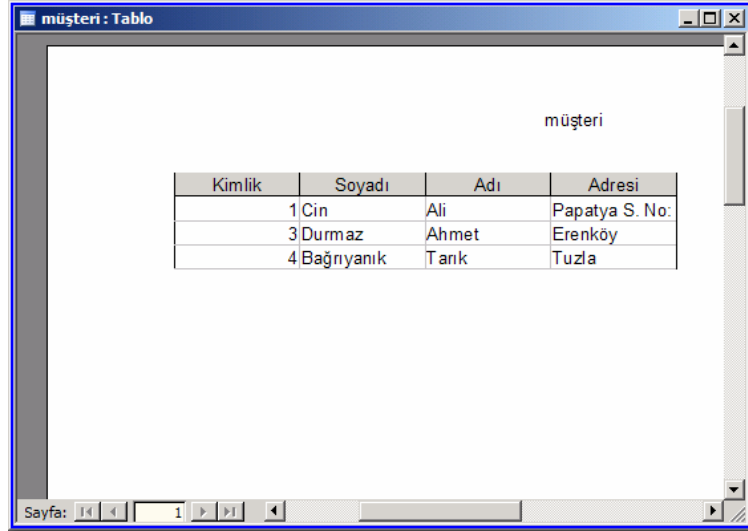 müşteri : Tablo
müşteri
Kimlik Soyadı Adı Adresi
1 Cin Ali Papatya S. No:
3 Durmaz Ahmet Erenköy
4 Bağrıyanık Tarık Tuzla
Sayfa: 1